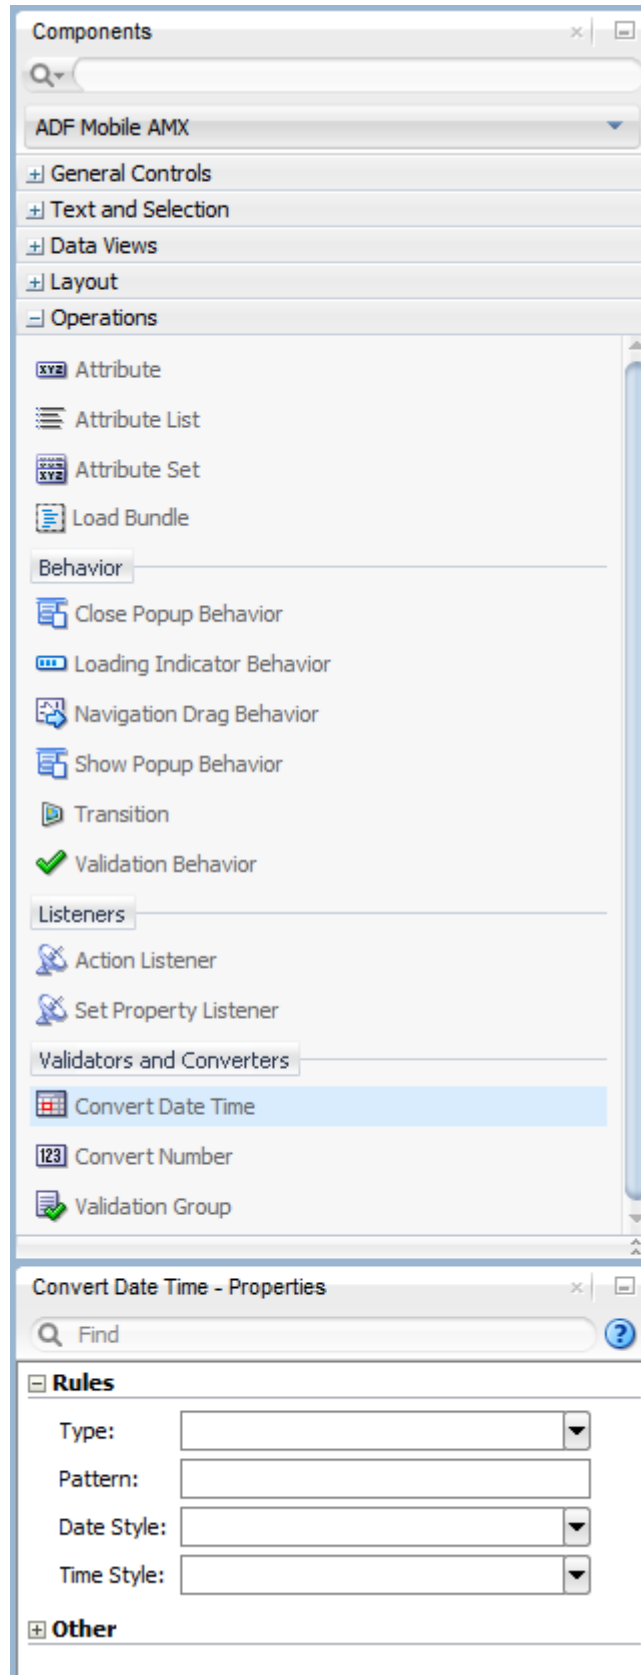 Components
ADF Mobile AMX
General Controls
Text and Selection
Data Views
Layout
Operations
XYZ Attribute
Attribute List
XYZ Attribute Set
Load Bundle
Behavior
Close Popup Behavior
Loading Indicator Behavior
Navigation Drag Behavior
Show Popup Behavior
Transition
Validation Behavior
Listeners
Action Listener
Set Property Listener
Validators and Converters
Convert Date Time
123 Convert Number
Validation Group
Convert Date Time - Properties
Find ?
Rules
Type:
Pattern:
Date Style:
Time Style:
Other